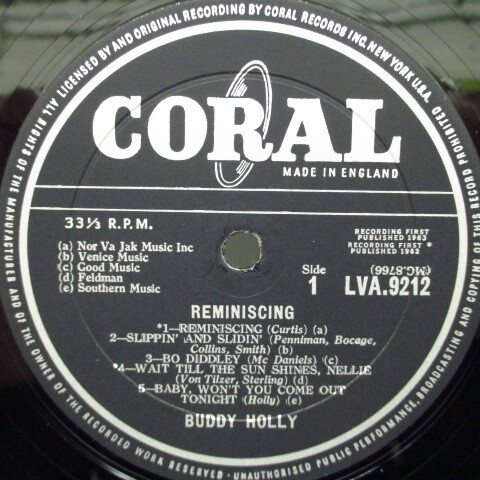 ALL RIGHTS OF THE MANUFACTURER AND OF THE OWNER OF THE RECORDED WORK RESERVED · UNAUTHORISED PUBLIC PERFORMANCE, BROADCASTING AND COPYING OF THIS RECORD PROHIBITED
LICENSED BY AND ORIGINAL RECORDING BY CORAL RECORDS INC. NEW YORK U.S.A.
CORAL
MADE IN ENGLAND
33⅓ R.P.M.
RECORDING FIRST
PUBLISHED 1963
RECORDING FIRST *
PUBLISHED 1962
(a) Nor Va Jak Music Inc
(b) Venice Music
(c) Good Music
(d) Feldman
(e) Southern Music
(MC.8766)
Side
1 LVA.9212
REMINISCING
*1—REMINISCING (Curtis) (a)
2—SLIPPIN' AND SLIDIN' (Penniman, Bocage,
Collins, Smith) (b)
3—BO DIDDLEY (Mc Daniels) (c)
*4—WAIT TILL THE SUN SHINES, NELLIE
(Von Tilzer, Sterling) (d)
5—BABY, WON'T YOU COME OUT
TONIGHT (Holly) (e)
BUDDY HOLLY